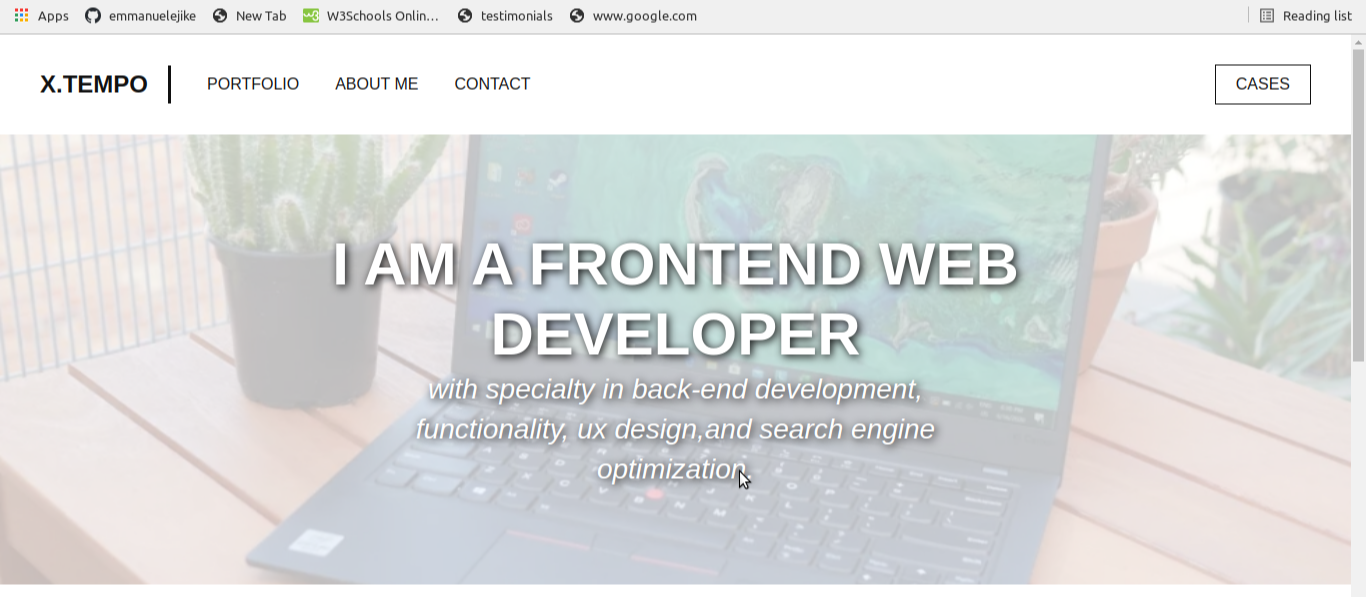 Apps emmanuelejike New Tab W3Schools Onlin… testimonials www.google.com Reading list
X.TEMPO PORTFOLIO ABOUT ME CONTACT CASES
I AM A FRONTEND WEB
DEVELOPER
with specialty in back-end development,
functionality, ux design,and search engine
optimization.